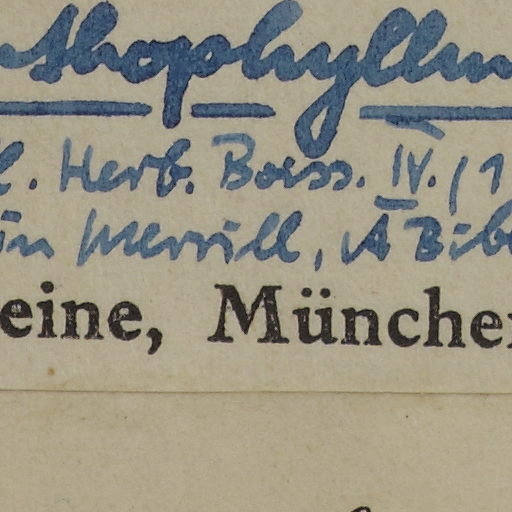 thophyllum
l. Herb. Boiss. IV. (1
in Merrill, A Bib
eine, München